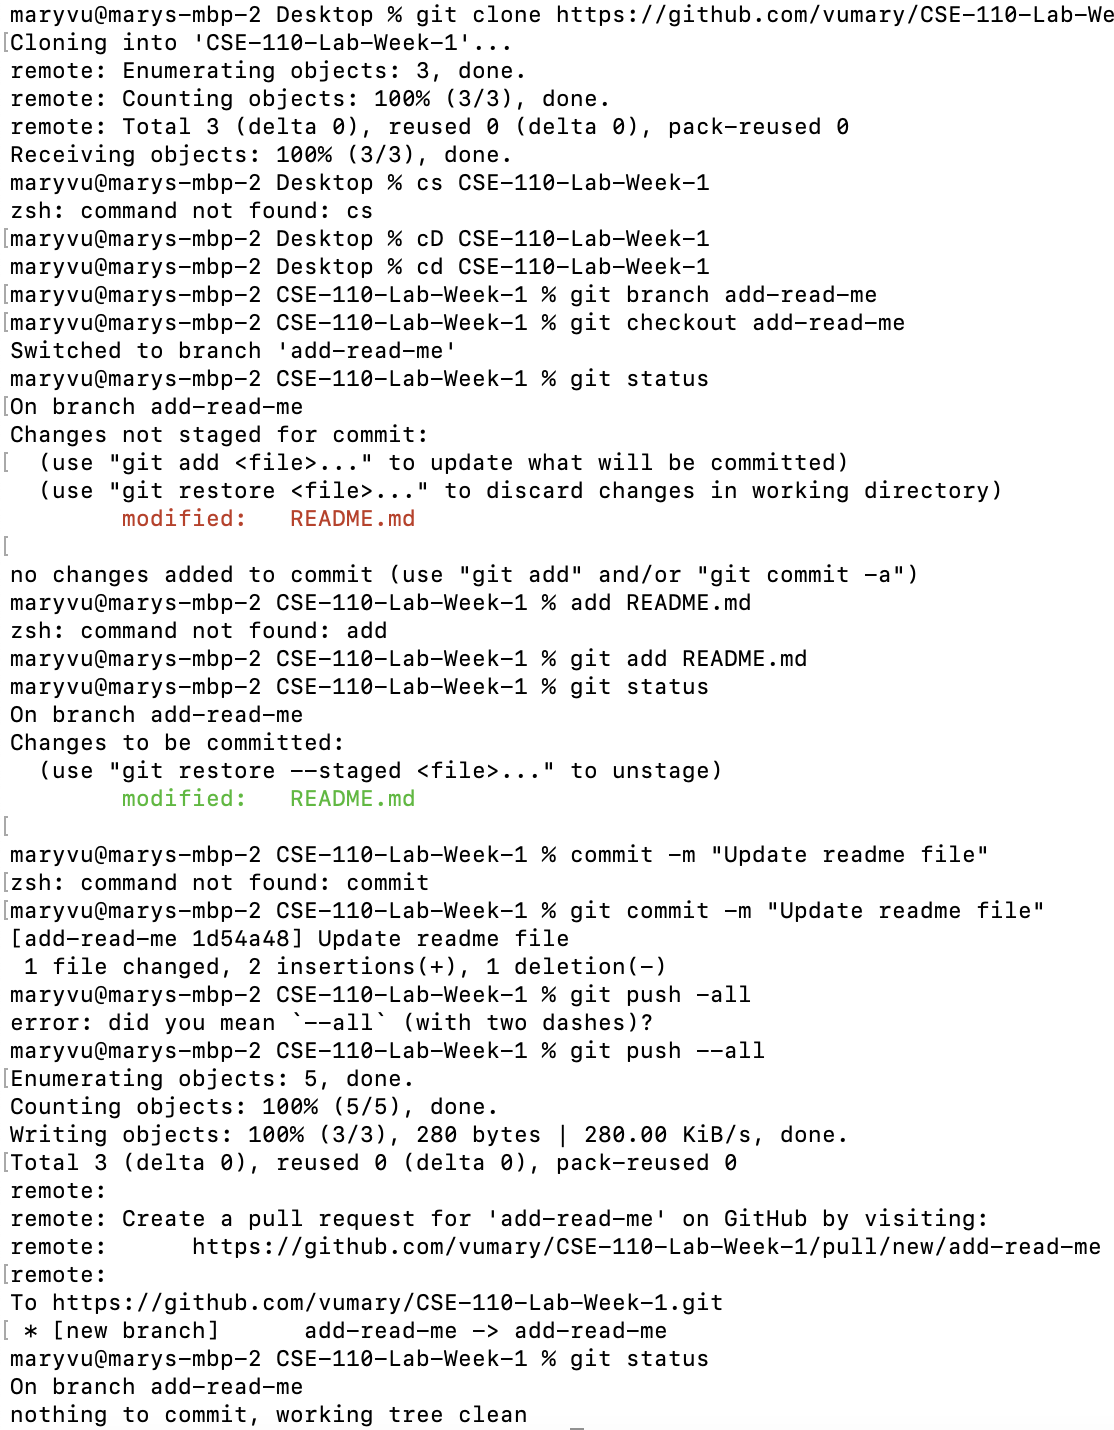 maryvu@marys-mbp-2 Desktop % git clone https://github.com/vumary/CSE-110-Lab-We
[Cloning into 'CSE-110-Lab-Week-1'...
remote: Enumerating objects: 3, done.
remote: Counting objects: 100% (3/3), done.
remote: Total 3 (delta 0), reused 0 (delta 0), pack-reused 0
Receiving objects: 100% (3/3), done.
maryvu@marys-mbp-2 Desktop % cs CSE-110-Lab-Week-1
zsh: command not found: cs
[maryvu@marys-mbp-2 Desktop % cD CSE-110-Lab-Week-1
maryvu@marys-mbp-2 Desktop % cd CSE-110-Lab-Week-1
[maryvu@marys-mbp-2 CSE-110-Lab-Week-1 % git branch add-read-me
[maryvu@marys-mbp-2 CSE-110-Lab-Week-1 % git checkout add-read-me
Switched to branch 'add-read-me'
maryvu@marys-mbp-2 CSE-110-Lab-Week-1 % git status
[On branch add-read-me
Changes not staged for commit:
[  (use "git add <file>..." to update what will be committed)
  (use "git restore <file>..." to discard changes in working directory)
        modified:   README.md
[
no changes added to commit (use "git add" and/or "git commit -a")
maryvu@marys-mbp-2 CSE-110-Lab-Week-1 % add README.md
zsh: command not found: add
maryvu@marys-mbp-2 CSE-110-Lab-Week-1 % git add README.md
maryvu@marys-mbp-2 CSE-110-Lab-Week-1 % git status
On branch add-read-me
Changes to be committed:
  (use "git restore --staged <file>..." to unstage)
        modified:   README.md
[
maryvu@marys-mbp-2 CSE-110-Lab-Week-1 % commit -m "Update readme file"
[zsh: command not found: commit
[maryvu@marys-mbp-2 CSE-110-Lab-Week-1 % git commit -m "Update readme file"
[add-read-me 1d54a48] Update readme file
 1 file changed, 2 insertions(+), 1 deletion(-)
maryvu@marys-mbp-2 CSE-110-Lab-Week-1 % git push -all
error: did you mean `--all` (with two dashes)?
maryvu@marys-mbp-2 CSE-110-Lab-Week-1 % git push --all
[Enumerating objects: 5, done.
Counting objects: 100% (5/5), done.
Writing objects: 100% (3/3), 280 bytes | 280.00 KiB/s, done.
[Total 3 (delta 0), reused 0 (delta 0), pack-reused 0
remote:
remote: Create a pull request for 'add-read-me' on GitHub by visiting:
remote:      https://github.com/vumary/CSE-110-Lab-Week-1/pull/new/add-read-me
[remote:
To https://github.com/vumary/CSE-110-Lab-Week-1.git
[ * [new branch]      add-read-me -> add-read-me
maryvu@marys-mbp-2 CSE-110-Lab-Week-1 % git status
On branch add-read-me
nothing to commit, working tree clean